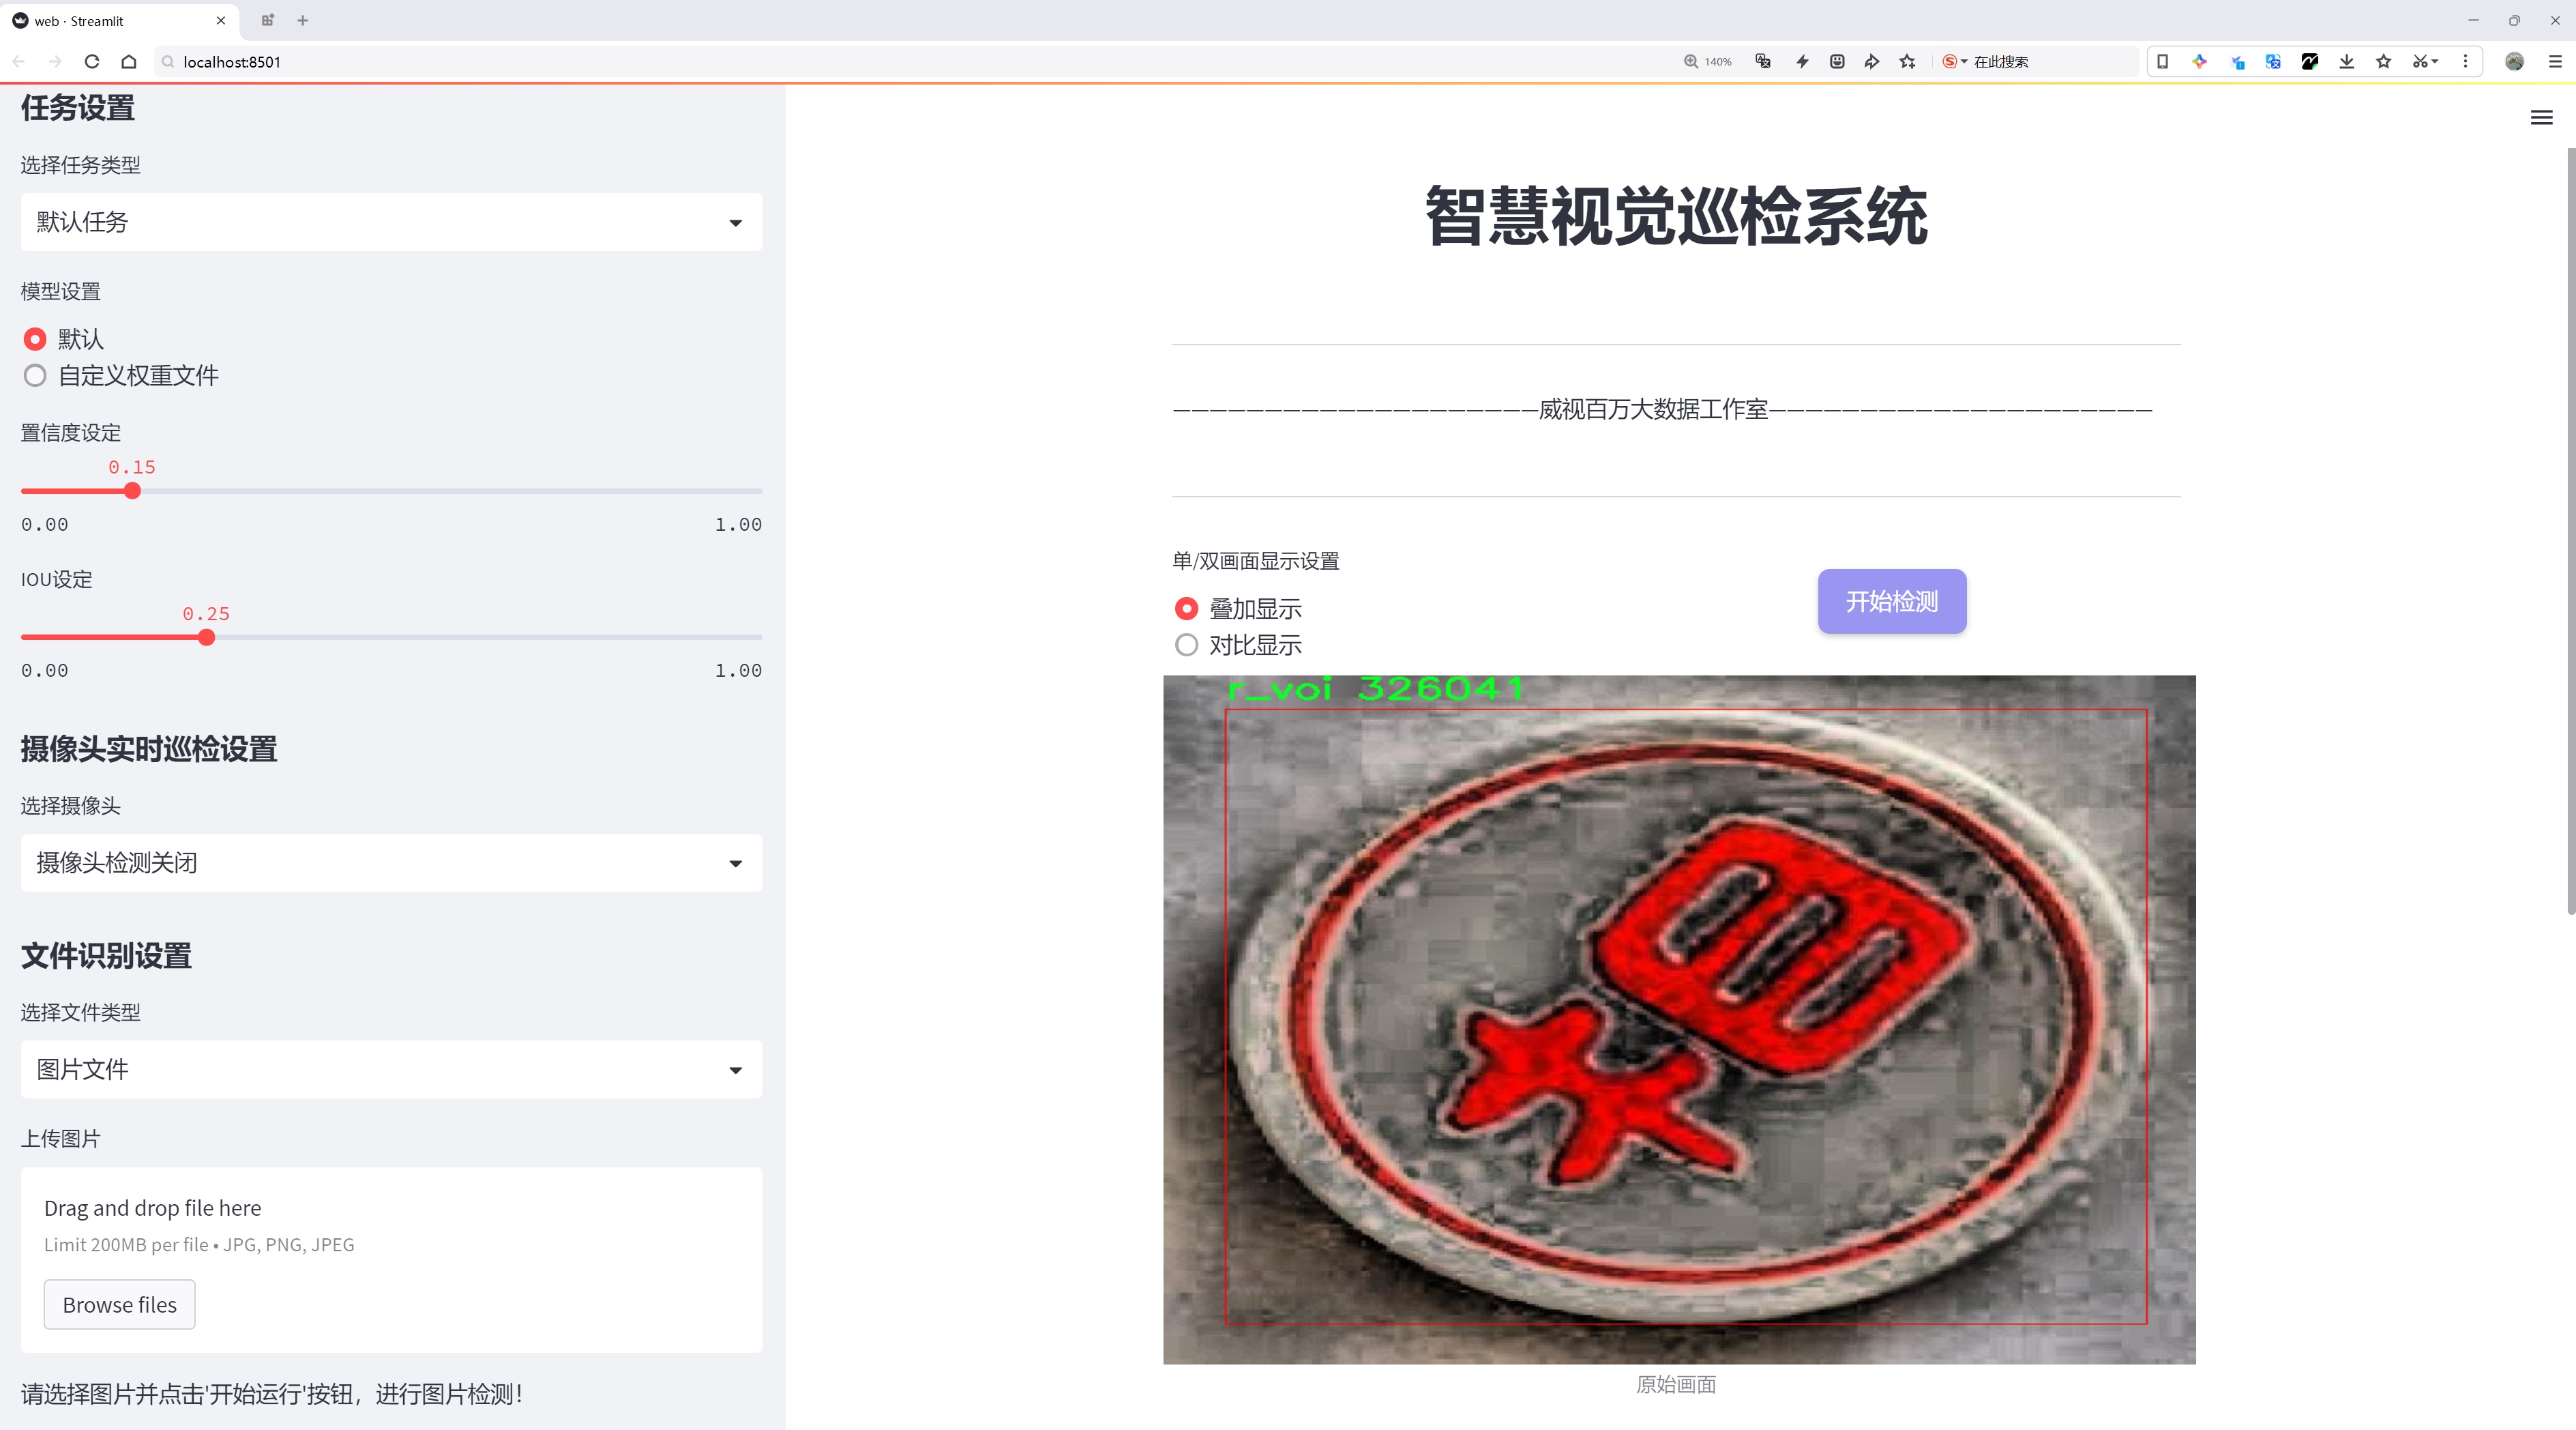 web · Streamlit
localhost:8501
140%
在此搜索
任务设置
选择任务类型
默认任务
模型设置
默认
自定义权重文件
置信度设定
0.15
0.00
1.00
IOU设定
0.25
0.00
1.00
摄像头实时巡检设置
选择摄像头
摄像头检测关闭
文件识别设置
选择文件类型
图片文件
上传图片
Drag and drop file here
Limit 200MB per file • JPG, PNG, JPEG
Browse files
请选择图片并点击'开始运行'按钮，进行图片检测！
智慧视觉巡检系统
————————————————————威视百万大数据工作室—————————————————————
单/双画面显示设置
叠加显示
对比显示
开始检测
r_voi 326041
原始画面